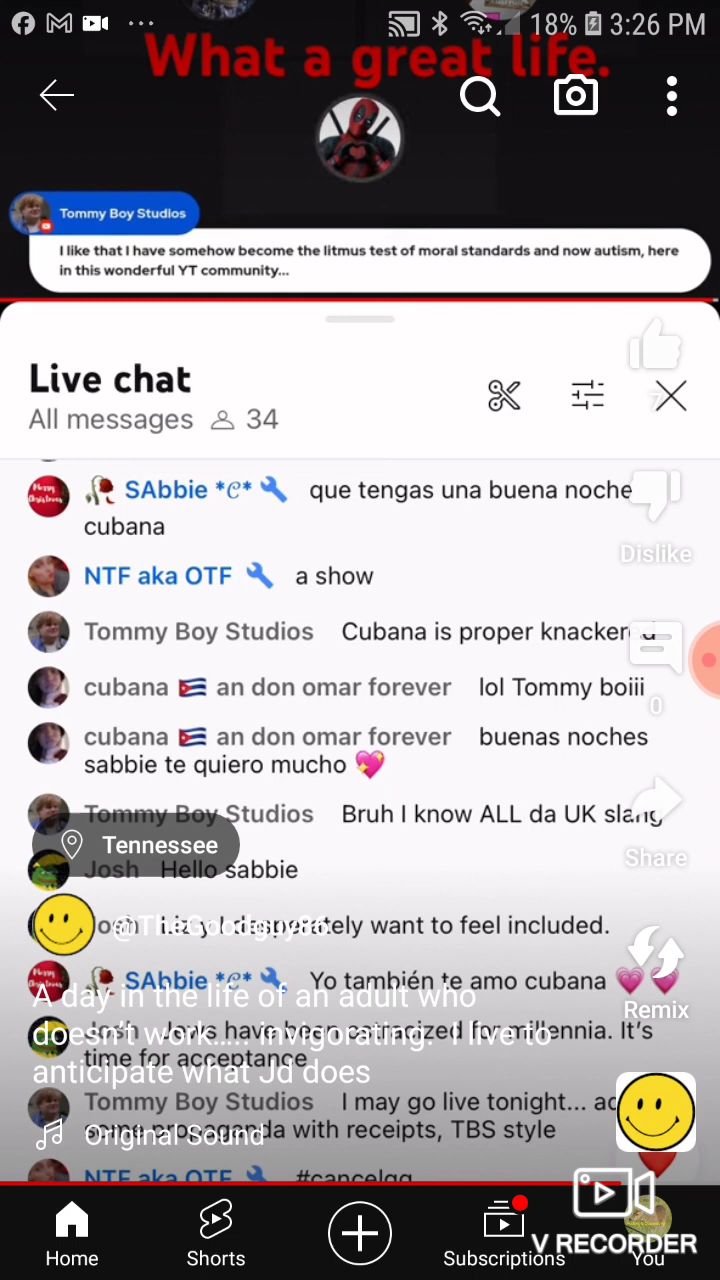 18% 3:26 PM
What a great life.
Tommy Boy Studios
I like that I have somehow become the litmus test of moral standards and now autism, here
in this wonderful YT community...
Live chat
All messages 34
SAbbie *C* que tengas una buena noche
cubana
NTF aka OTF a show
Tommy Boy Studios Cubana is proper knackered
cubana 🇨🇺 an don omar forever lol Tommy boiii
cubana 🇨🇺 an don omar forever buenas noches
sabbie te quiero mucho 💖
Tommy Boy Studios Bruh I know ALL da UK slang
Josh Hello sabbie
Josh Liz y'l desperately want to feel included.
SAbbie *C* Yo también te amo cubana 💗💗
Josh Jews have been ostracized for millennia. It's
time for acceptance
Tommy Boy Studios I may go live tonight...
some propaganda with receipts, TBS style
NTF aka OTF #cancelgg
Dislike
0
Share
Remix
Tennessee
@TheGoodguy86
A day in the life of an adult who
doesn't work..... invigorating. I live to
anticipate what Jd does
Original Sound
Home
Shorts
Subscriptions
You
V RECORDER